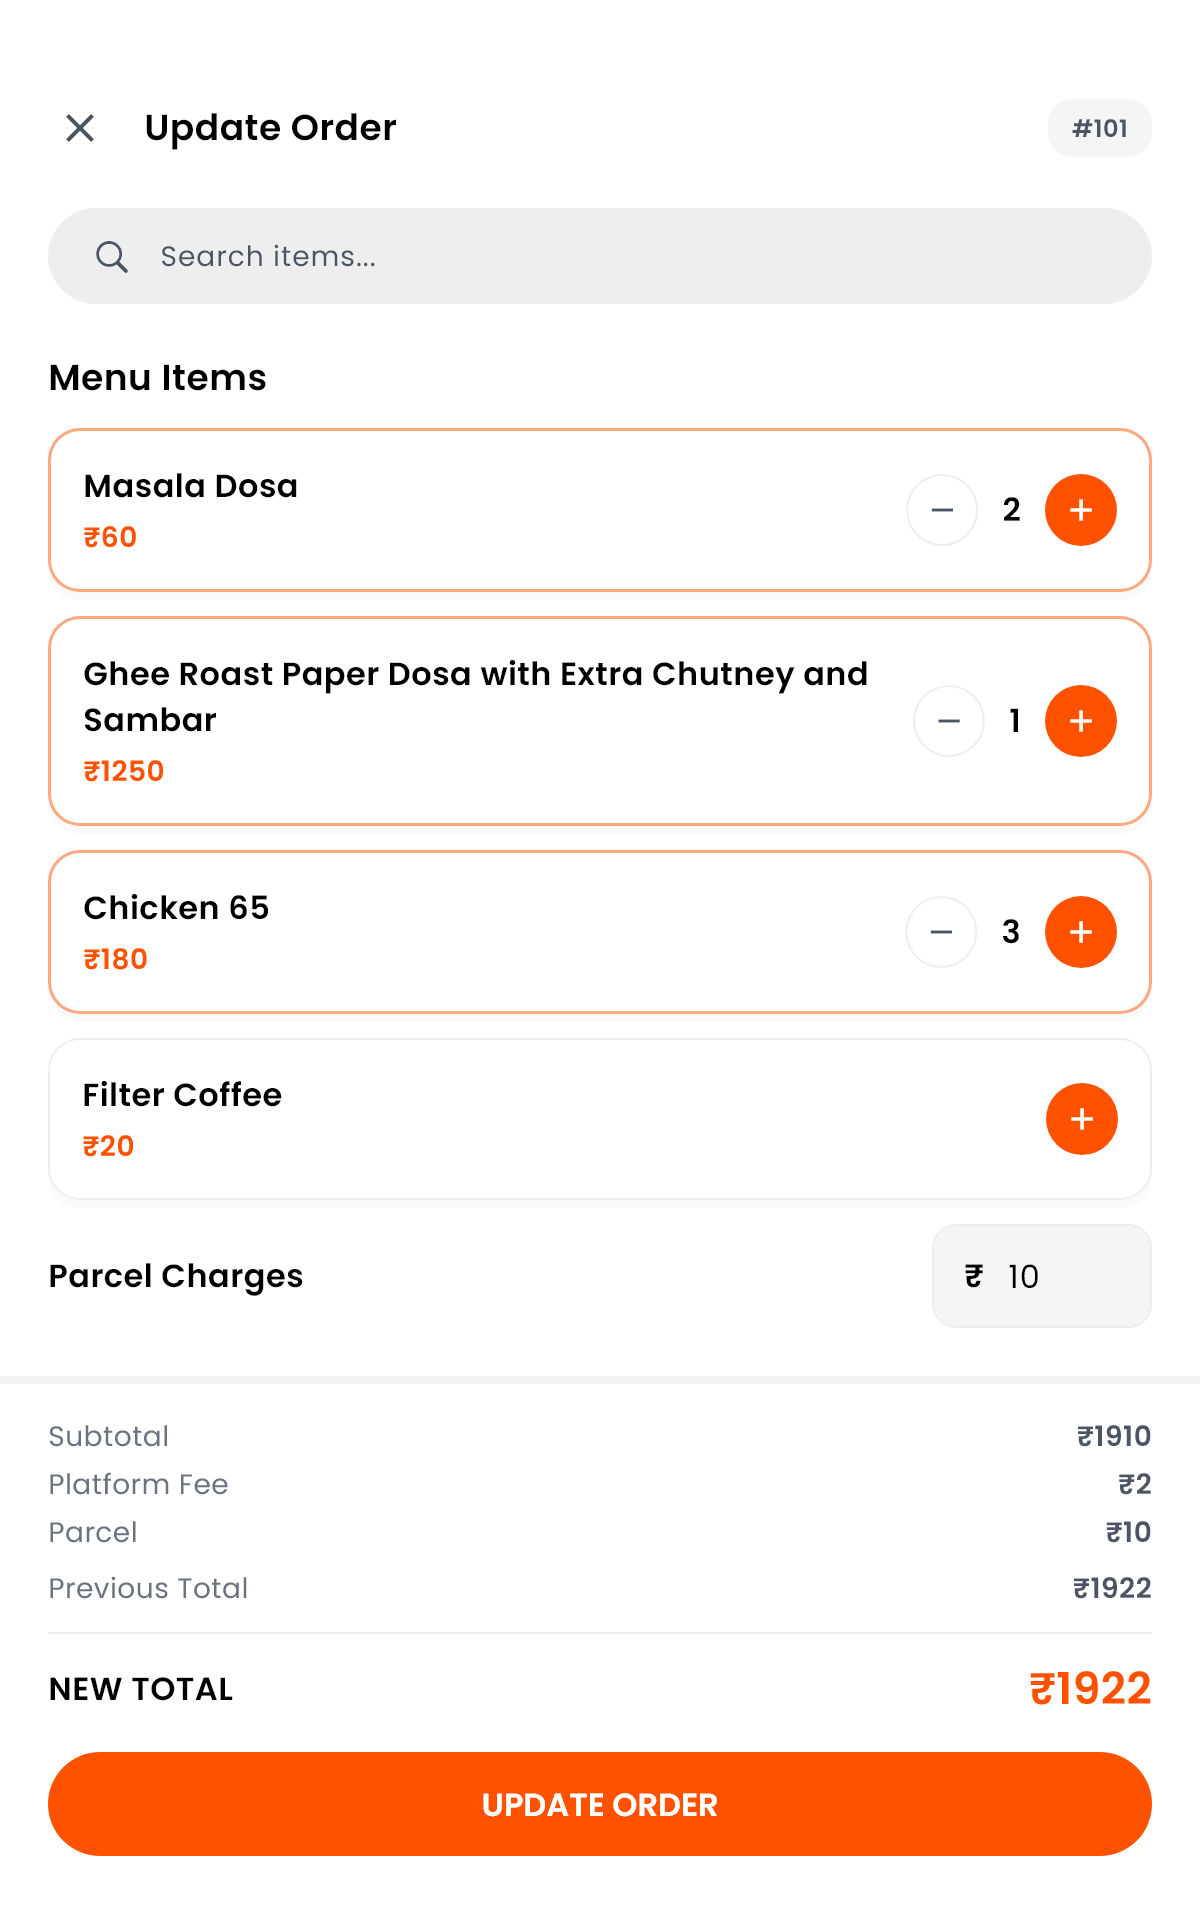 Update Order
#101
Search items...
Menu Items
Masala Dosa
₹60
2
Ghee Roast Paper Dosa with Extra Chutney and
Sambar
₹1250
1
Chicken 65
₹180
3
Filter Coffee
₹20
Parcel Charges
₹ 10
Subtotal ₹1910
Platform Fee ₹2
Parcel ₹10
Previous Total ₹1922
NEW TOTAL ₹1922
UPDATE ORDER